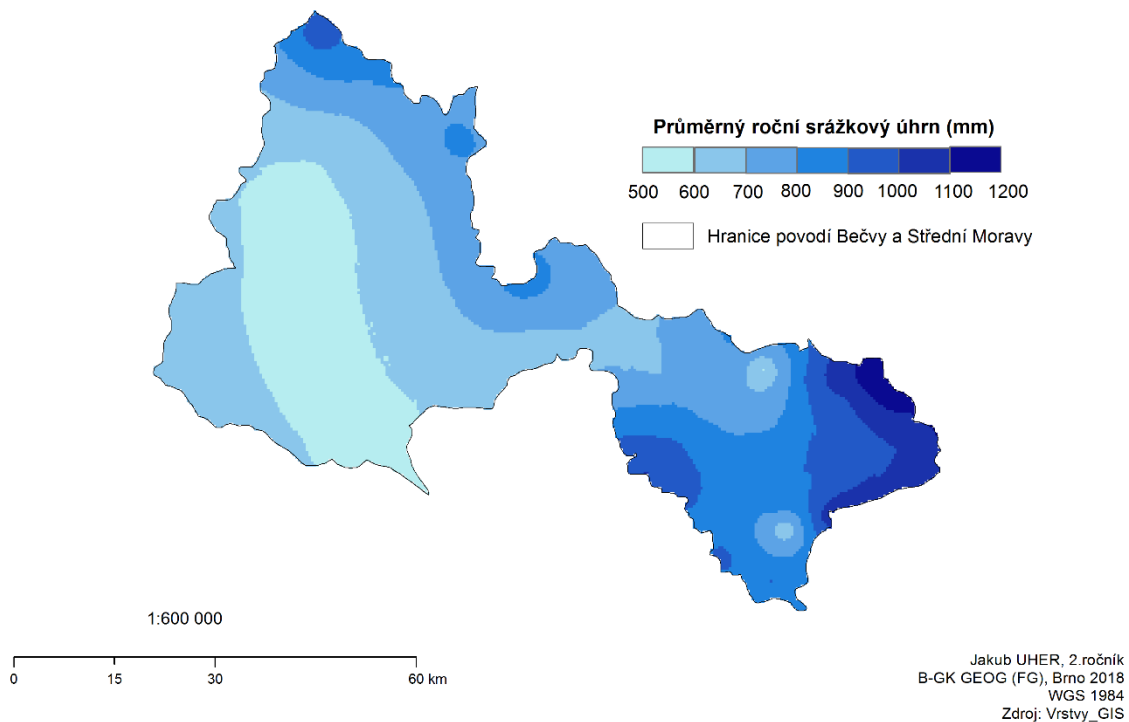 Průměrný roční srážkový úhrn (mm)
500 600 700 800 900 1000 1100 1200
Hranice povodí Bečvy a Střední Moravy
1:600 000
0 15 30 60 km
Jakub UHER, 2.ročník
B-GK GEOG (FG), Brno 2018
WGS 1984
Zdroj: Vrstvy_GIS